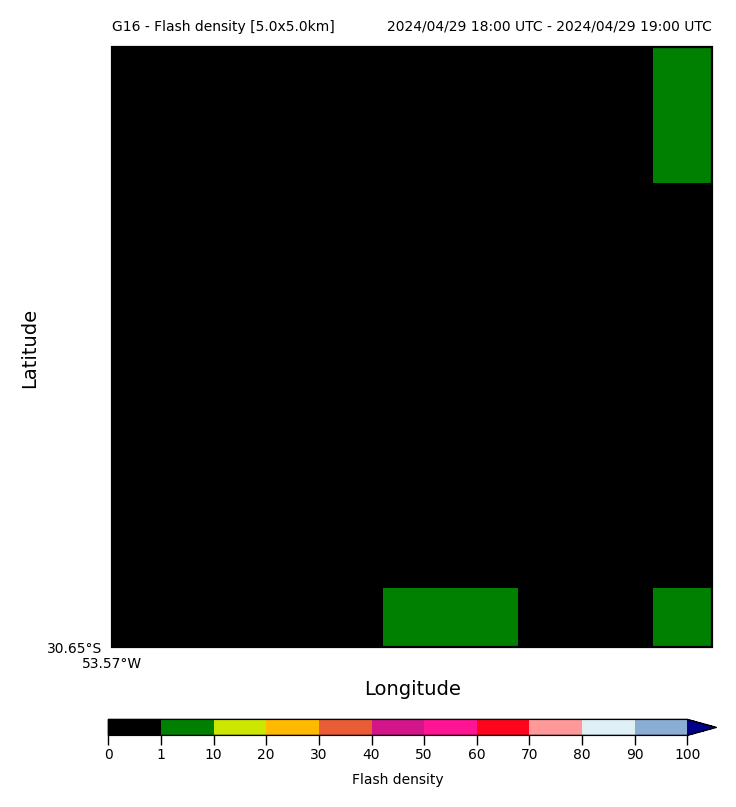 G16 - Flash density [5.0x5.0km] 2024/04/29 18:00 UTC - 2024/04/29 19:00 UTC
Latitude
30.65°S
53.57°W
Longitude
0 1 10 20 30 40 50 60 70 80 90 100
Flash density